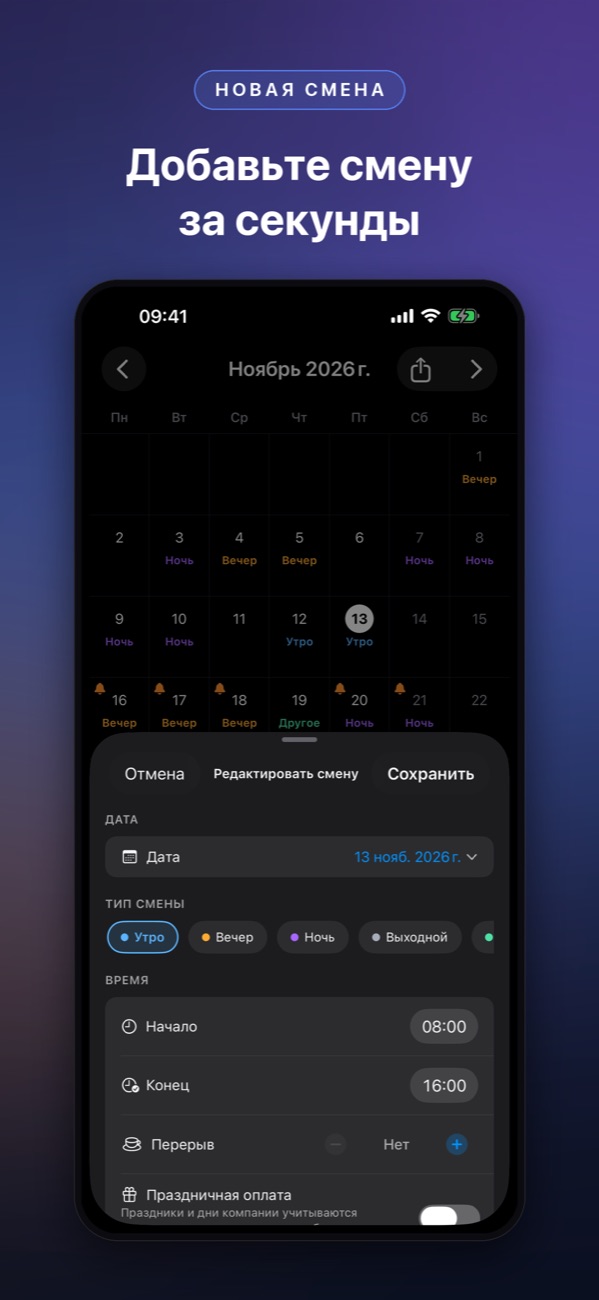 НОВАЯ СМЕНА
Добавьте смену
за секунды
09:41
Ноябрь 2026 г.
Пн Вт Ср Чт Пт Сб Вс
1
Вечер
2 3 4 5 6 7 8
Ночь Вечер Вечер Ночь Ночь
9 10 11 12 13 14 15
Ночь Ночь Утро Утро
16 17 18 19 20 21 22
Вечер Вечер Вечер Другое Ночь Ночь
Отмена Редактировать смену Сохранить
ДАТА
Дата 13 нояб. 2026 г.
ТИП СМЕНЫ
Утро Вечер Ночь Выходной
ВРЕМЯ
Начало 08:00
Конец 16:00
Перерыв Нет
Праздничная оплата
Праздники и дни компании учитываются